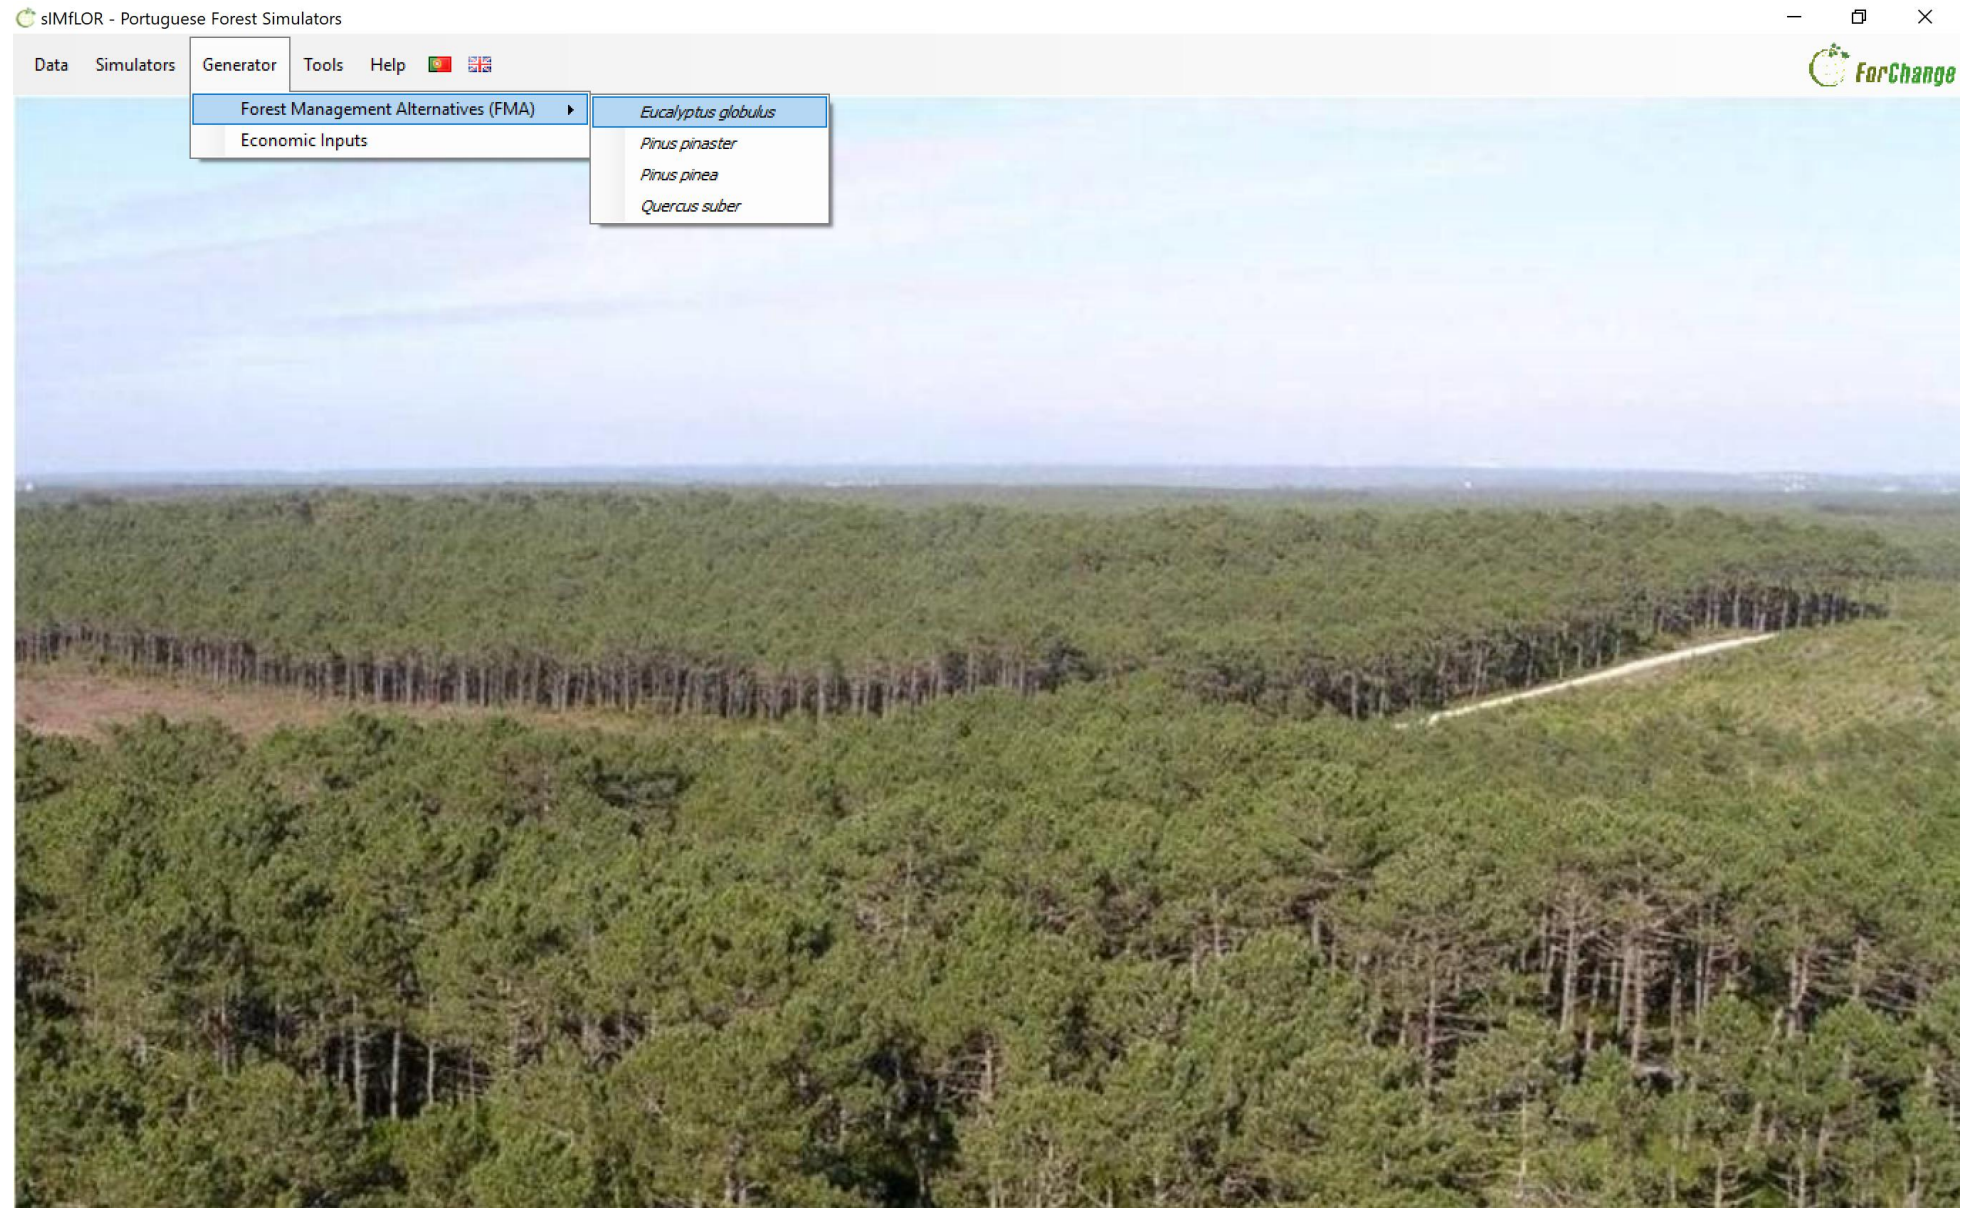 sIMfLOR - Portuguese Forest Simulators
Data Simulators Generator Tools Help
ForChange
Forest Management Alternatives (FMA)
Economic Inputs
Eucalyptus globulus
Pinus pinaster
Pinus pinea
Quercus suber